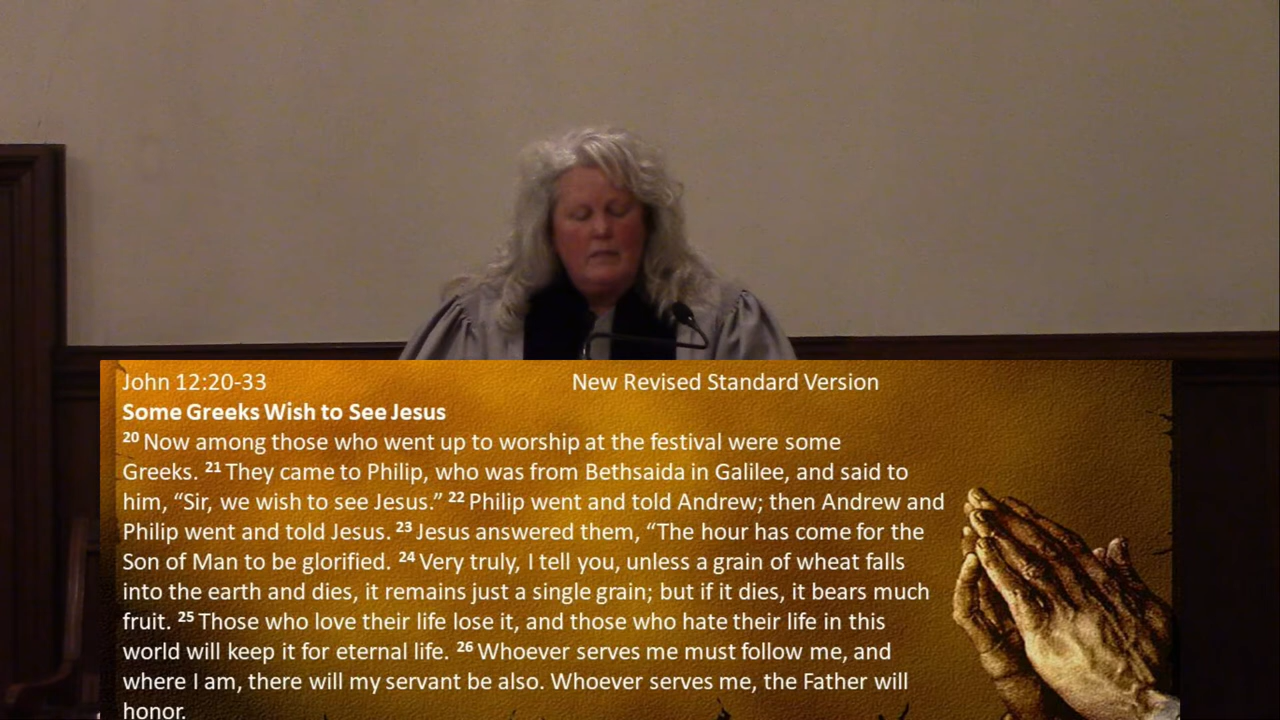 John 12:20-33 New Revised Standard Version
Some Greeks Wish to See Jesus
20 Now among those who went up to worship at the festival were some
Greeks. 21 They came to Philip, who was from Bethsaida in Galilee, and said to
him, “Sir, we wish to see Jesus.” 22 Philip went and told Andrew; then Andrew and
Philip went and told Jesus. 23 Jesus answered them, “The hour has come for the
Son of Man to be glorified. 24 Very truly, I tell you, unless a grain of wheat falls
into the earth and dies, it remains just a single grain; but if it dies, it bears much
fruit. 25 Those who love their life lose it, and those who hate their life in this
world will keep it for eternal life. 26 Whoever serves me must follow me, and
where I am, there will my servant be also. Whoever serves me, the Father will
honor.